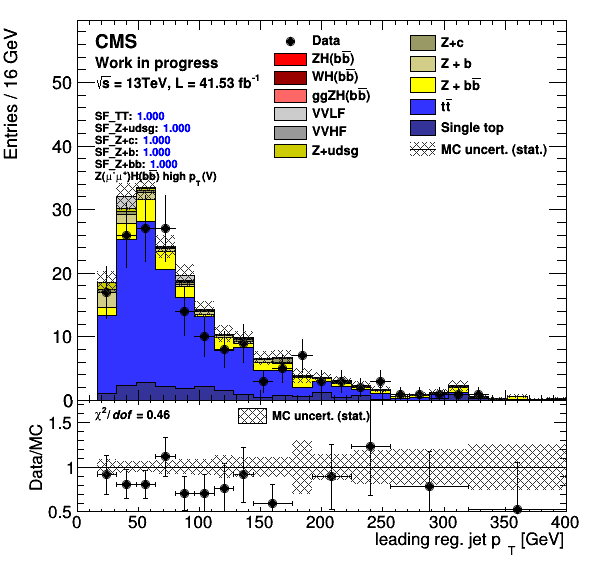 CMS
Work in progress
√s = 13TeV, L = 41.53 fb⁻¹
SF_TT: 1.000
SF_Z+udsg: 1.000
SF_Z+c: 1.000
SF_Z+b: 1.000
SF_Z+bb: 1.000
Z(μ⁻μ⁺)H(bb̅) high p_T(V)
Data
ZH(bb̅)
WH(bb̅)
ggZH(bb̅)
VVLF
VVHF
Z+udsg
Z+c
Z + b
Z + bb̅
tt̅
Single top
MC uncert. (stat.)
Entries / 16 GeV
50
40
30
20
10
0
χ²/dof = 0.46
MC uncert. (stat.)
Data/MC
1.5
1
0.5
0 50 100 150 200 250 300 350 400
leading reg. jet p_T [GeV]